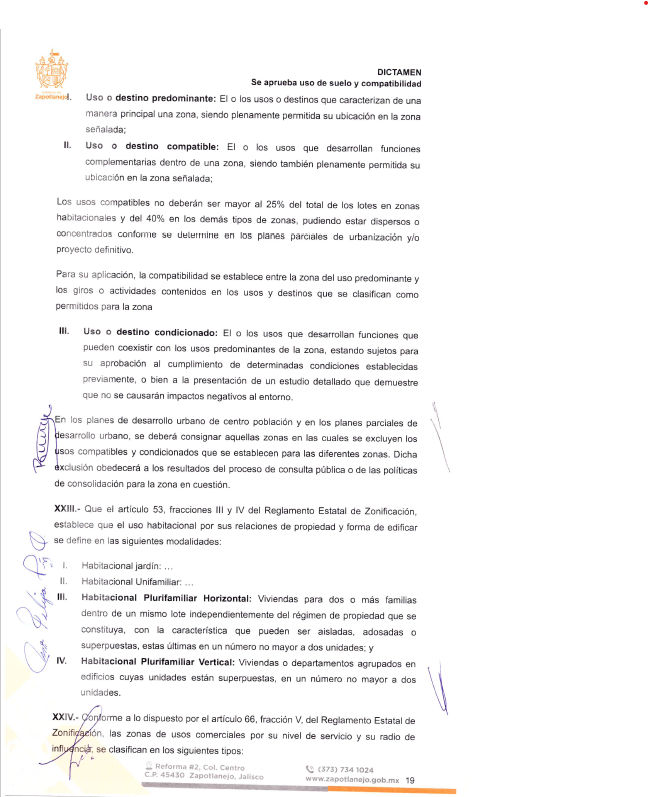 DICTAMEN
Se aprueba uso de suelo y compatibilidad
Zapotlanejo
I. Uso o destino predominante: El o los usos o destinos que caracterizan de una
manera principal una zona, siendo plenamente permitida su ubicación en la zona
señalada;
II. Uso o destino compatible: El o los usos que desarrollan funciones
complementarias dentro de una zona, siendo también plenamente permitida su
ubicación en la zona señalada;
Los usos compatibles no deberán ser mayor al 25% del total de los lotes en zonas
habitacionales y del 40% en los demás tipos de zonas, pudiendo estar dispersos o
concentrados conforme se determine en los planes parciales de urbanización y/o
proyecto definitivo.
Para su aplicación, la compatibilidad se establece entre la zona del uso predominante y
los giros o actividades contenidos en los usos y destinos que se clasifican como
permitidos para la zona
III. Uso o destino condicionado: El o los usos que desarrollan funciones que
pueden coexistir con los usos predominantes de la zona, estando sujetos para
su aprobación al cumplimiento de determinadas condiciones establecidas
previamente, o bien a la presentación de un estudio detallado que demuestre
que no se causarán impactos negativos al entorno.
En los planes de desarrollo urbano de centro población y en los planes parciales de
desarrollo urbano, se deberá consignar aquellas zonas en las cuales se excluyen los
usos compatibles y condicionados que se establecen para las diferentes zonas. Dicha
exclusión obedecerá a los resultados del proceso de consulta pública o de las políticas
de consolidación para la zona en cuestión.
XXIII.- Que el artículo 53, fracciones III y IV del Reglamento Estatal de Zonificación,
establece que el uso habitacional por sus relaciones de propiedad y forma de edificar
se define en las siguientes modalidades:
I. Habitacional jardín: ...
II. Habitacional Unifamiliar: ...
III. Habitacional Plurifamiliar Horizontal: Viviendas para dos o más familias
dentro de un mismo lote independientemente del régimen de propiedad que se
constituya, con la característica que pueden ser aisladas, adosadas o
superpuestas, estas últimas en un número no mayor a dos unidades; y
IV. Habitacional Plurifamiliar Vertical: Viviendas o departamentos agrupados en
edificios cuyas unidades están superpuestas, en un número no mayor a dos
unidades.
XXIV.- Conforme a lo dispuesto por el artículo 66, fracción V, del Reglamento Estatal de
Zonificación, las zonas de usos comerciales por su nivel de servicio y su radio de
influencia, se clasifican en los siguientes tipos:
Reforma #2, Col. Centro
C.P. 45430 Zapotlanejo, Jalisco
(373) 734 1024
www.zapotlanejo.gob.mx 19